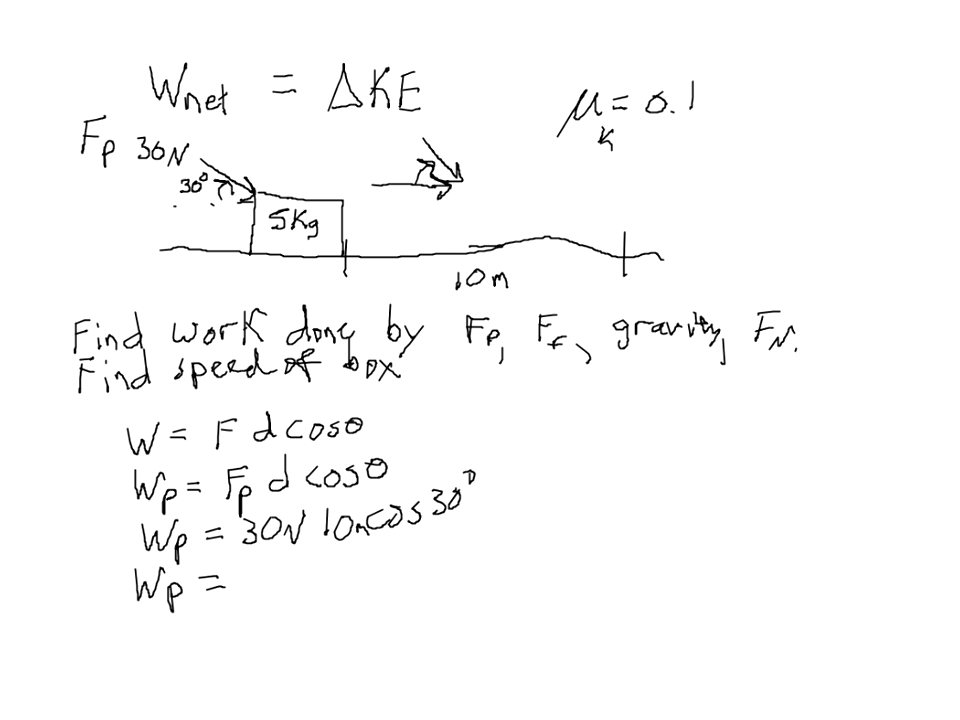 Wnet = ΔKE
μk = 0.1
Fp 30N
30°
5Kg
10m
Find work done by Fp, Ff, gravity, FN.
Find speed of box
W = F d cosθ
Wp = Fp d cosθ
Wp = 30N 10m cos 30°
Wp =